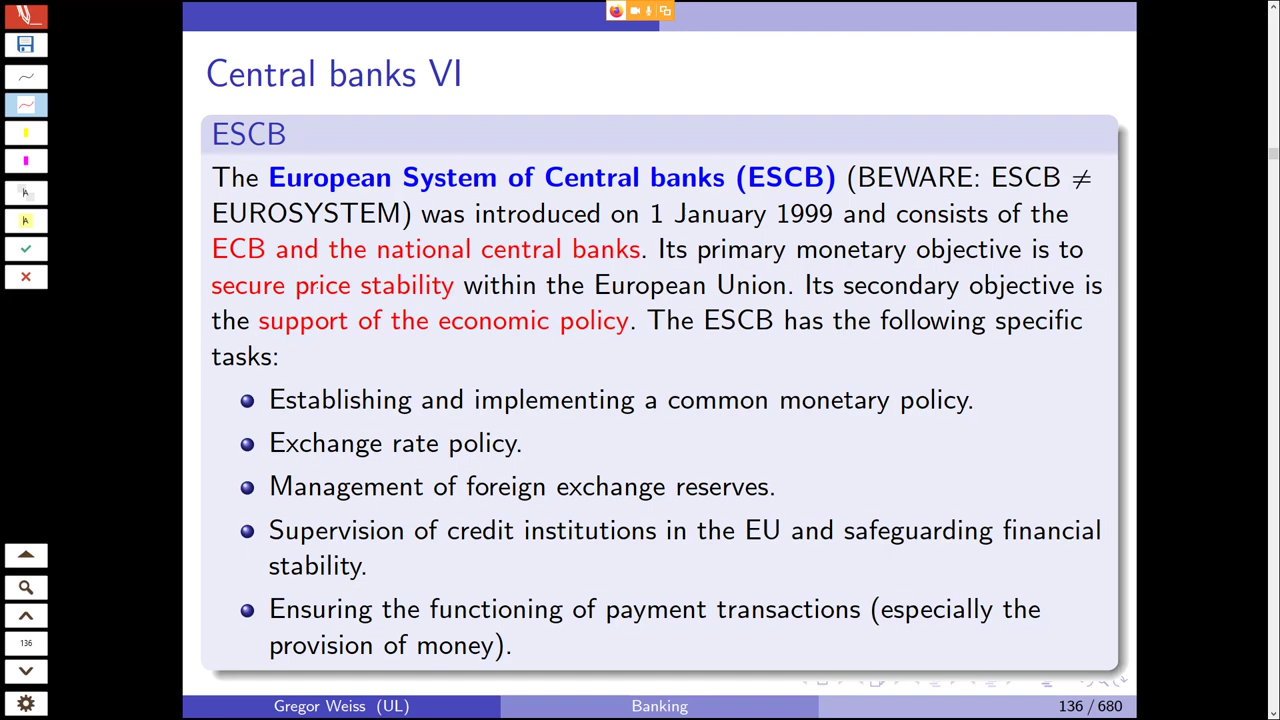 Central banks VI
ESCB
The European System of Central banks (ESCB) (BEWARE: ESCB ≠
EUROSYSTEM) was introduced on 1 January 1999 and consists of the
ECB and the national central banks. Its primary monetary objective is to
secure price stability within the European Union. Its secondary objective is
the support of the economic policy. The ESCB has the following specific
tasks:
Establishing and implementing a common monetary policy.
Exchange rate policy.
Management of foreign exchange reserves.
Supervision of credit institutions in the EU and safeguarding financial
stability.
Ensuring the functioning of payment transactions (especially the
provision of money).
136
Gregor Weiss (UL) Banking 136 / 680